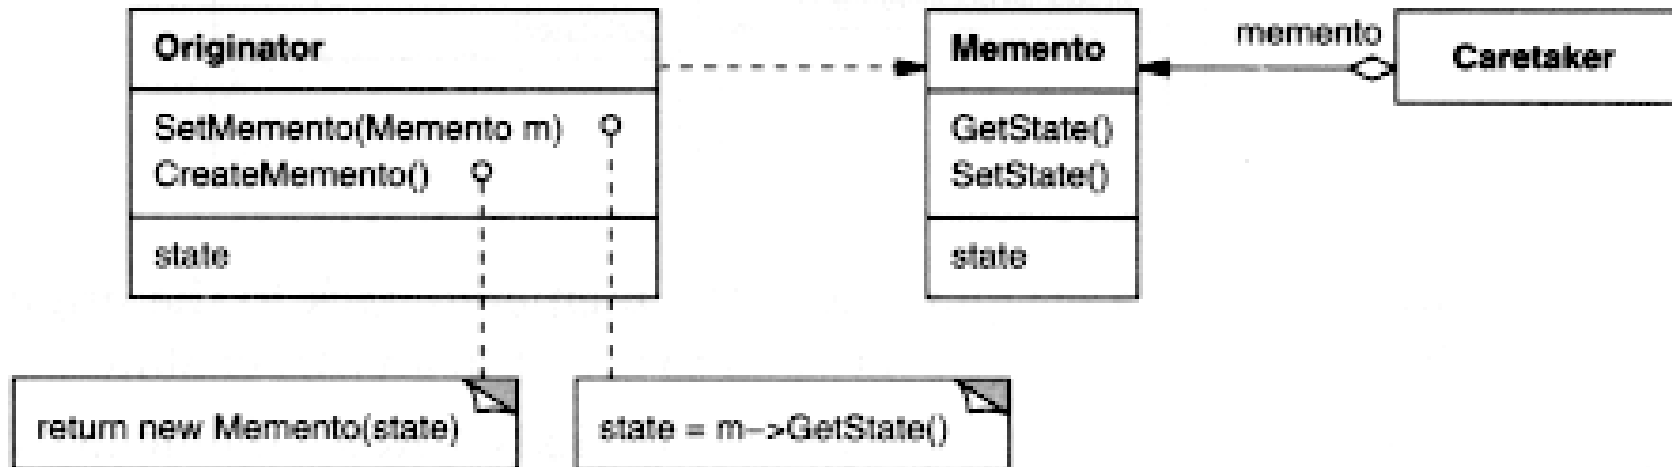 Originator
SetMemento(Memento m)
CreateMemento()
state
return new Memento(state)
state = m->GetState()
Memento
GetState()
SetState()
state
memento
Caretaker